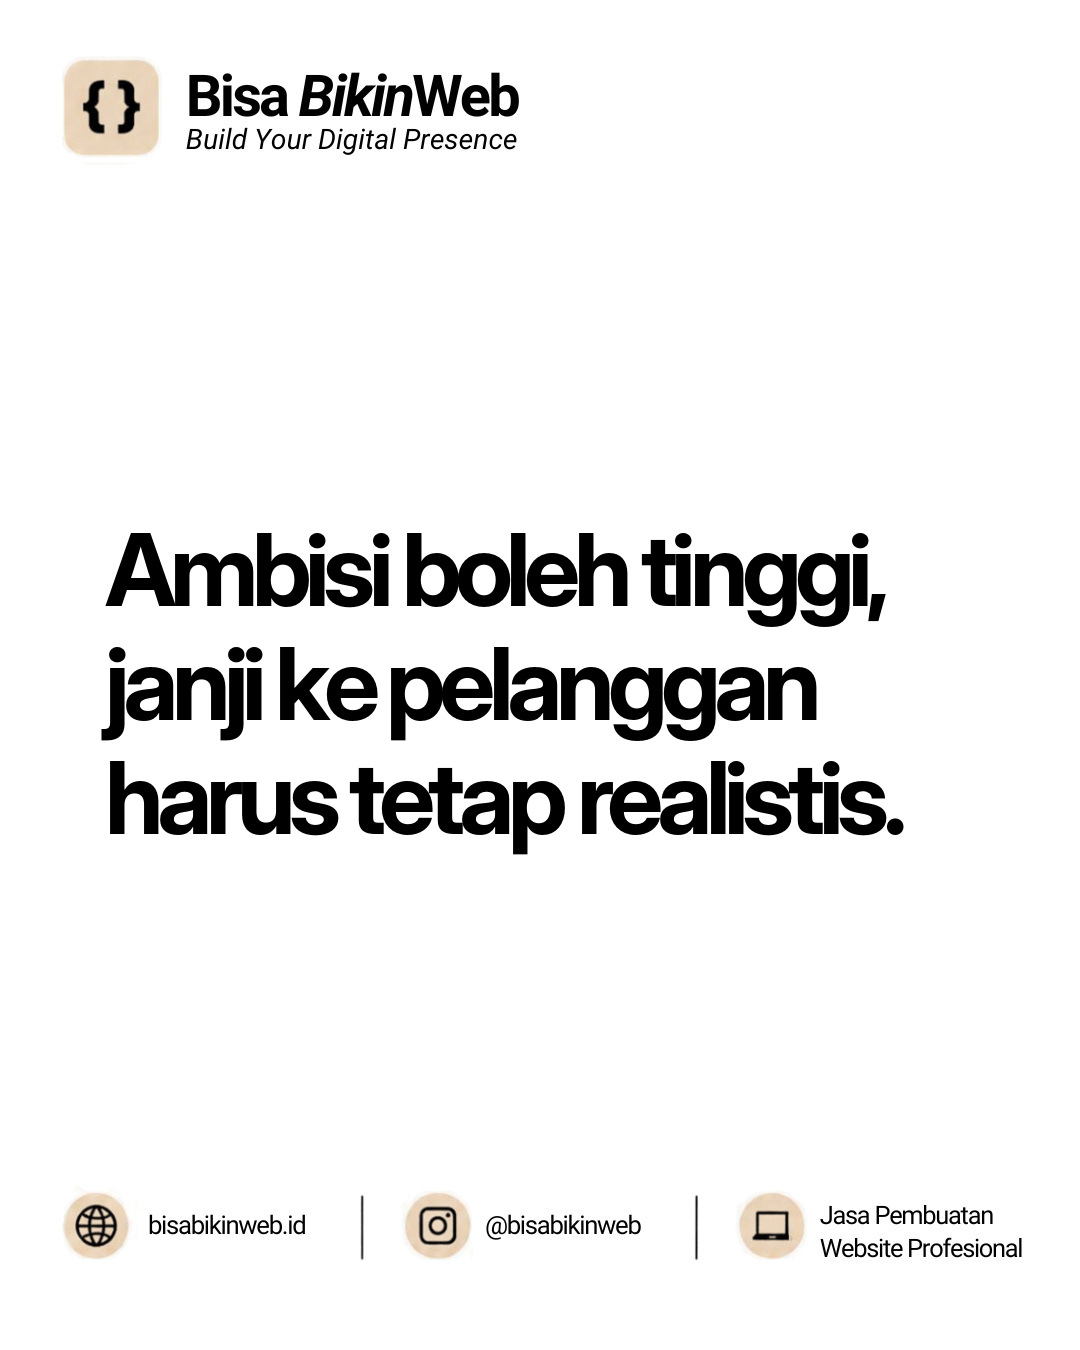 { }
Bisa BikinWeb
Build Your Digital Presence
Ambisi boleh tinggi,
janji ke pelanggan
harus tetap realistis.
bisabikinweb.id
@bisabikinweb
Jasa Pembuatan
Website Profesional